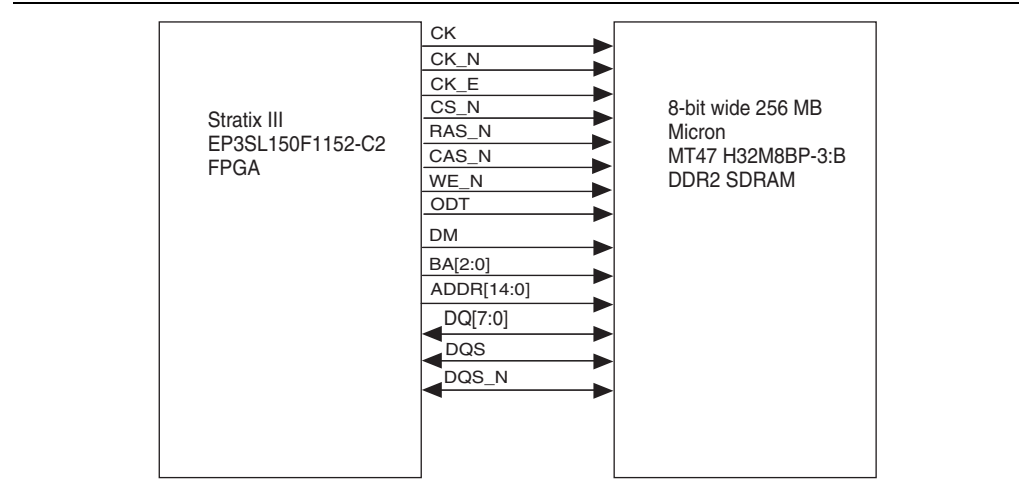 Stratix III
EP3SL150F1152-C2
FPGA
CK
CK_N
CK_E
CS_N
RAS_N
CAS_N
WE_N
ODT
DM
BA[2:0]
ADDR[14:0]
DQ[7:0]
DQS
DQS_N
8-bit wide 256 MB
Micron
MT47 H32M8BP-3:B
DDR2 SDRAM